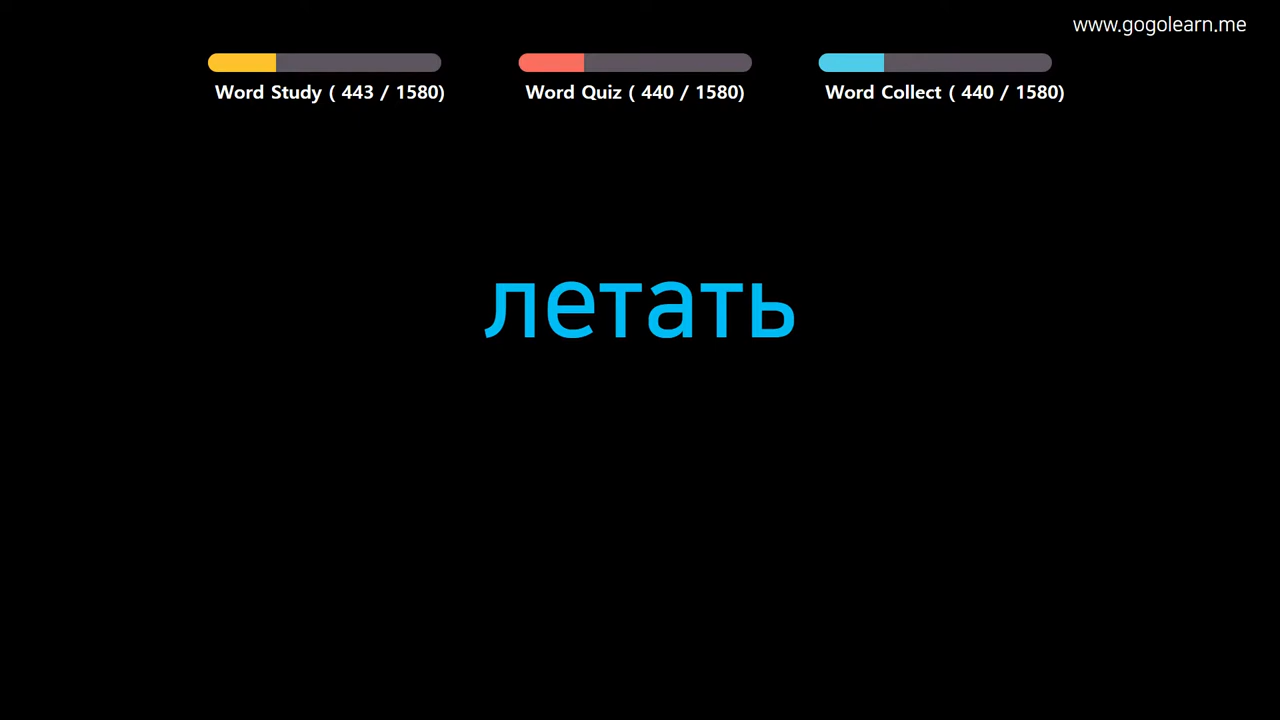 www.gogolearn.me
Word Study ( 443 / 1580)
Word Quiz ( 440 / 1580)
Word Collect ( 440 / 1580)
летать